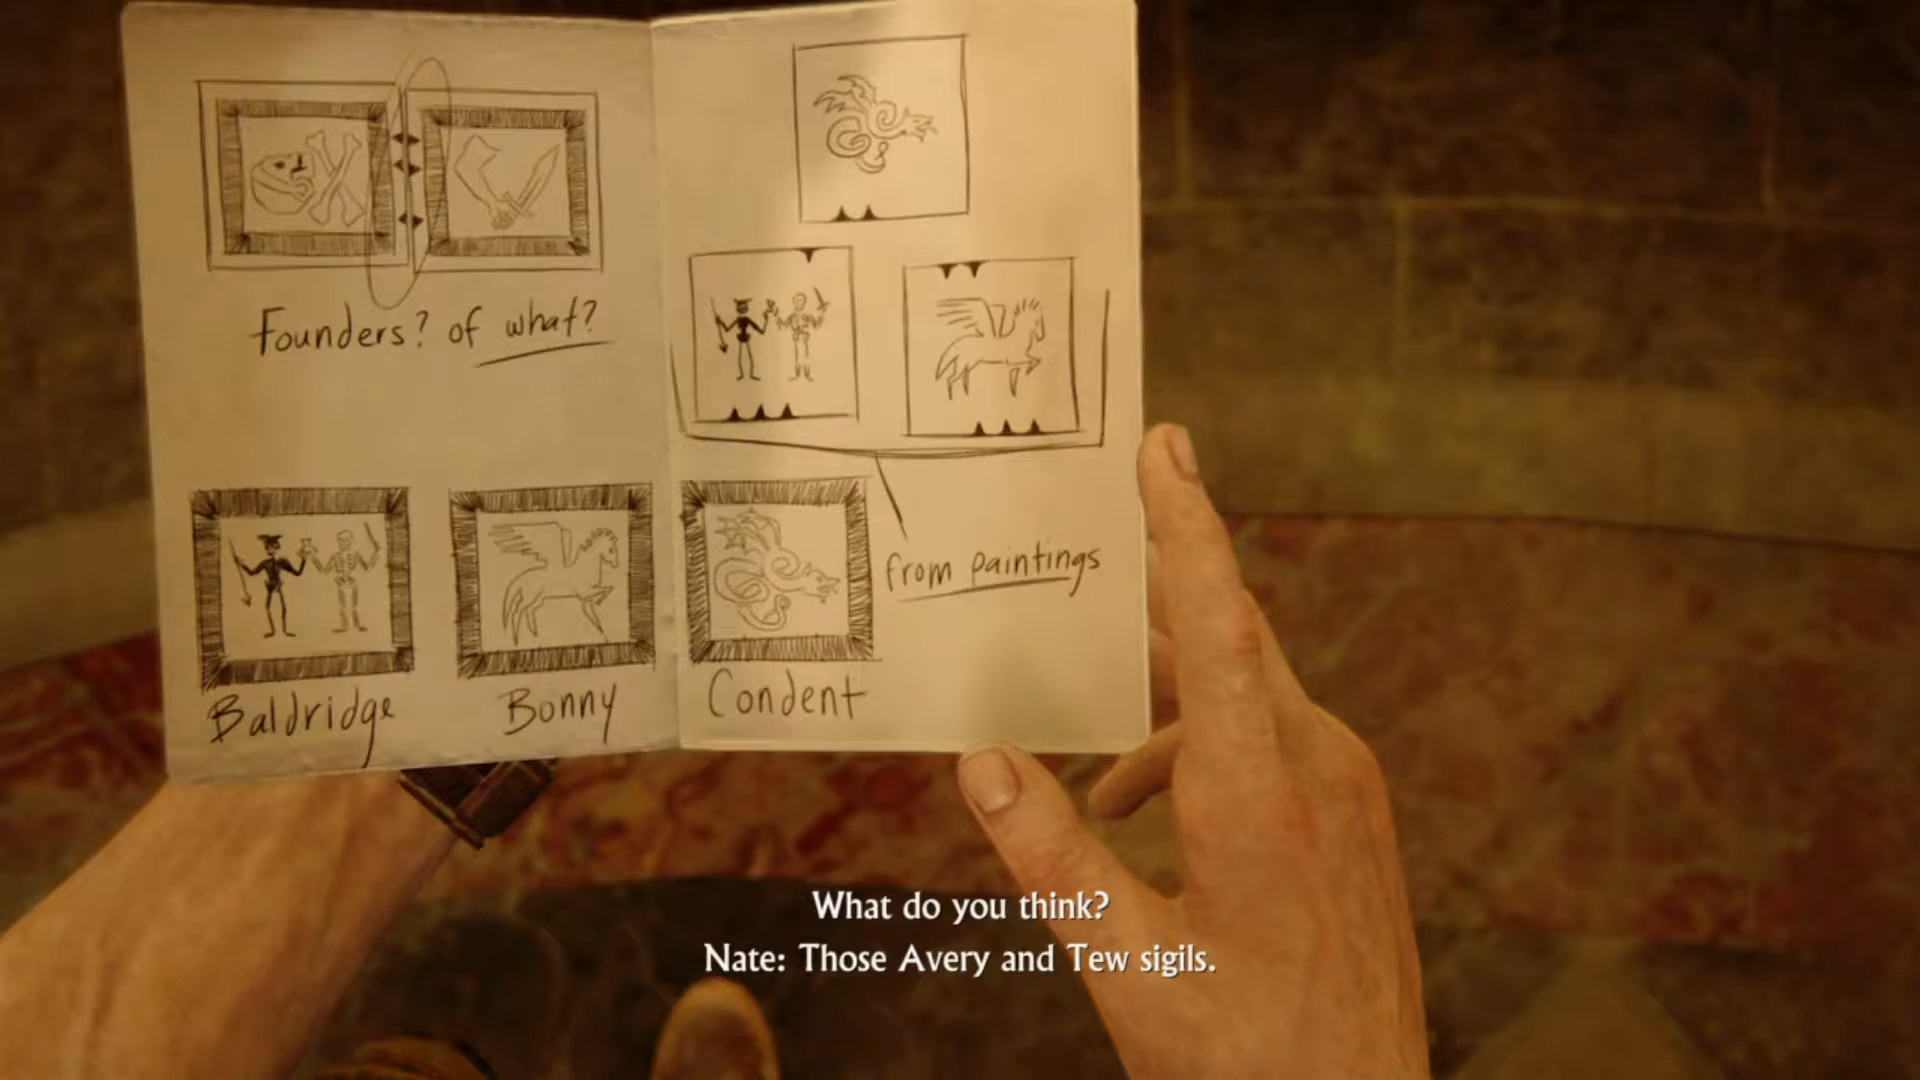 Founders? of what?
from paintings
Baldridge
Bonny
Condent
What do you think?
Nate: Those Avery and Tew sigils.